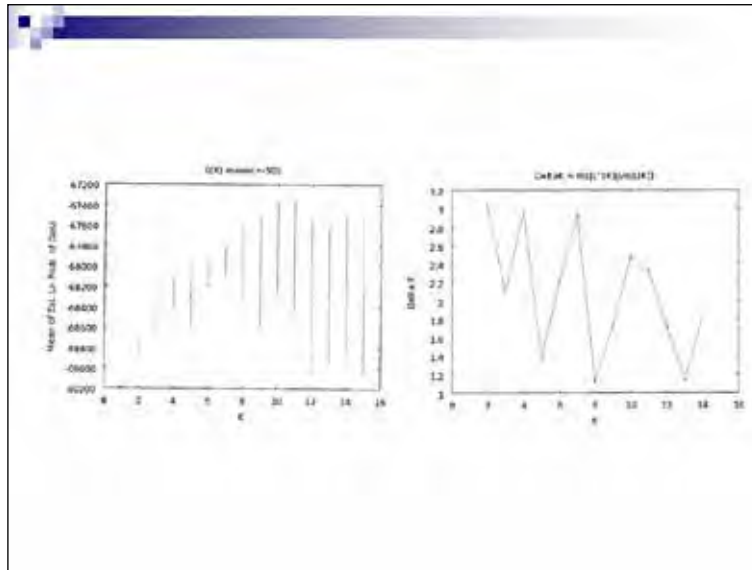 L(K) (mean +-SD)
Mean of Est. Ln Prob. of Data
-67200
-67400
-67600
-67800
-68000
-68200
-68400
-68600
-68800
-69000
-69200
0 2 4 6 8 10 12 14 16
K
DeltaK = m(|L''(K)|)/s(L(K))
Delta K
3.2
3
2.8
2.6
2.4
2.2
2
1.8
1.6
1.4
1.2
1
0 2 4 6 8 10 12 14 16
K